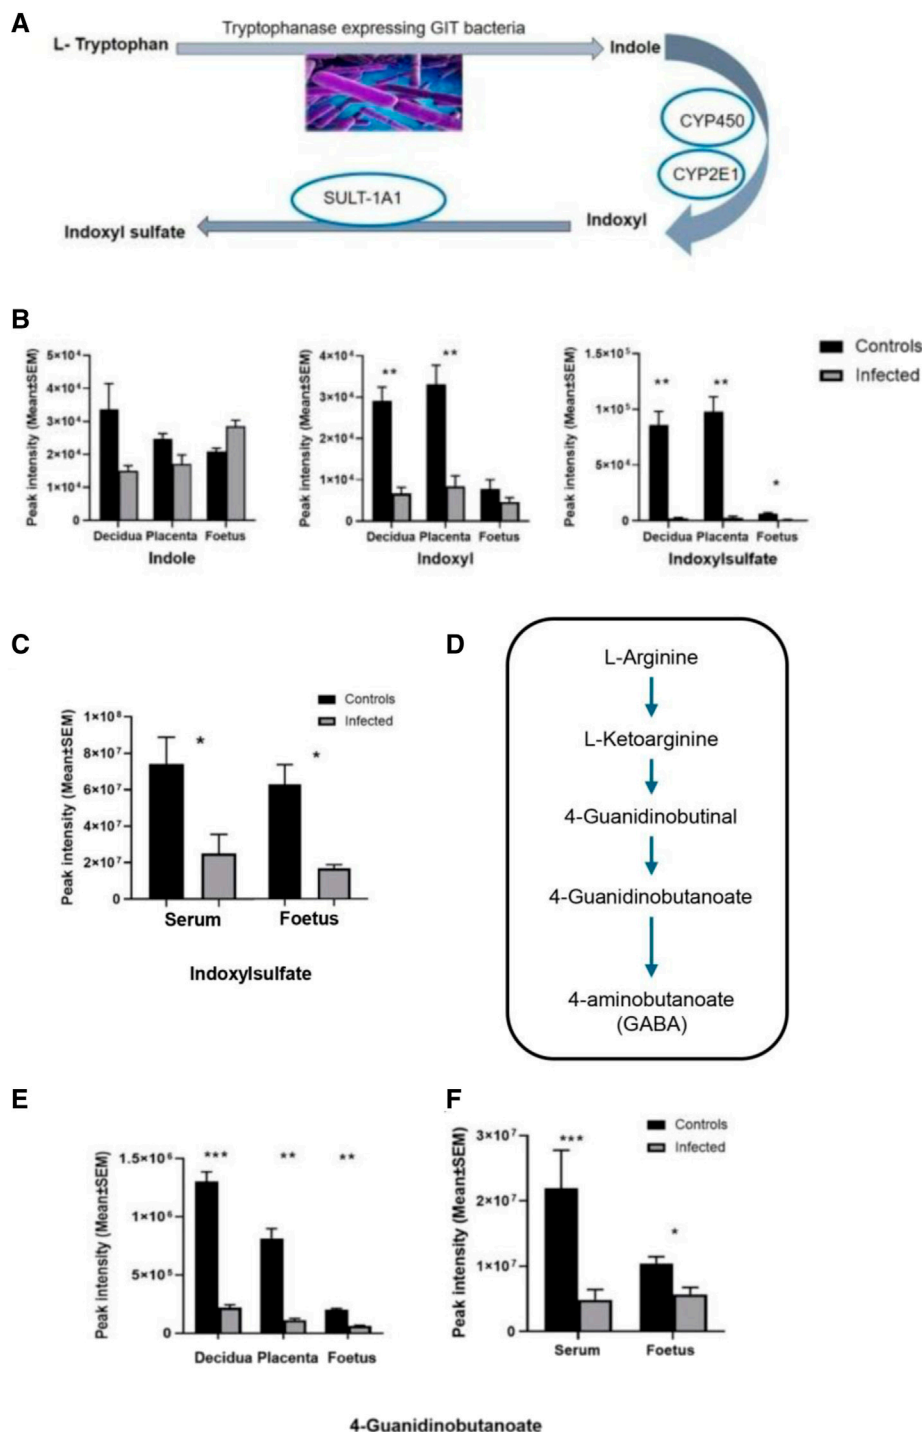 A
Tryptophanase expressing GIT bacteria
L- Tryptophan
Indole
CYP450
CYP2E1
SULT-1A1
Indoxyl
Indoxyl sulfate
B
Peak intensity (Mean±SEM)
5×10⁴
4×10⁴
3×10⁴
2×10⁴
1×10⁴
0
Decidua Placenta Foetus
Indole
Peak intensity (Mean±SEM)
4×10⁴
3×10⁴
2×10⁴
1×10⁴
0
** **
Decidua Placenta Foetus
Indoxyl
Peak intensity (Mean±SEM)
1.5×10⁵
1×10⁵
5×10⁴
0
** ** *
Decidua Placenta Foetus
Indoxylsulfate
Controls
Infected
C
Controls
Infected
Peak intensity (Mean±SEM)
1×10⁸
8×10⁷
6×10⁷
4×10⁷
2×10⁷
0
* *
Serum Foetus
Indoxylsulfate
D
L-Arginine
L-Ketoarginine
4-Guanidinobutinal
4-Guanidinobutanoate
4-aminobutanoate
(GABA)
E
Peak intensity (Mean±SEM)
1.5×10⁶
1×10⁶
5×10⁵
0
*** ** **
Decidua Placenta Foetus
F
Controls
Infected
Peak intensity (Mean±SEM)
3×10⁷
2×10⁷
1×10⁷
0
*** *
Serum Foetus
4-Guanidinobutanoate